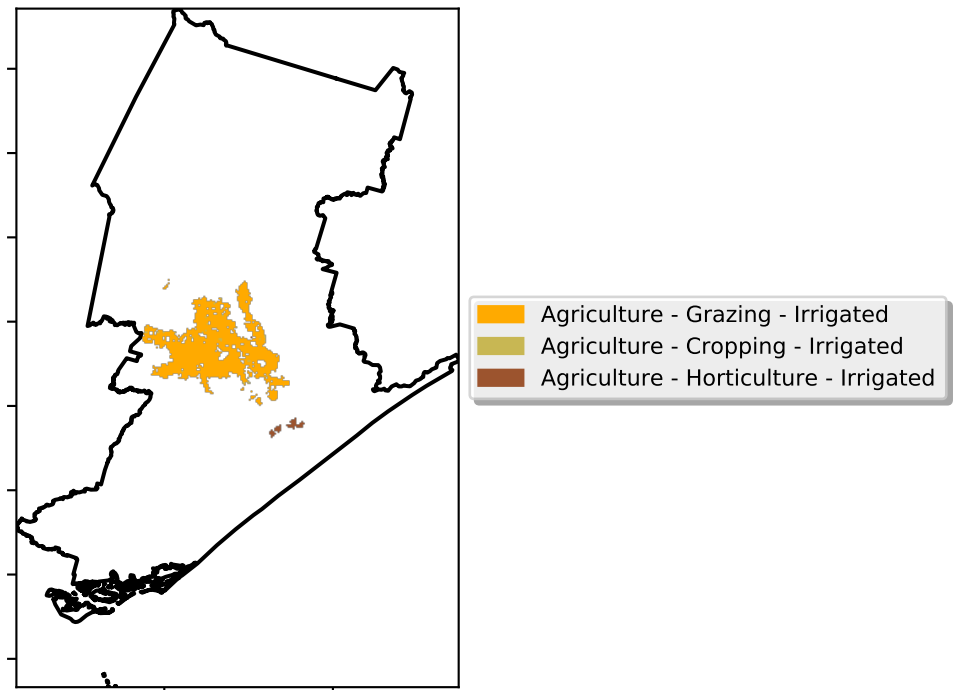 Agriculture - Grazing - Irrigated
Agriculture - Cropping - Irrigated
Agriculture - Horticulture - Irrigated